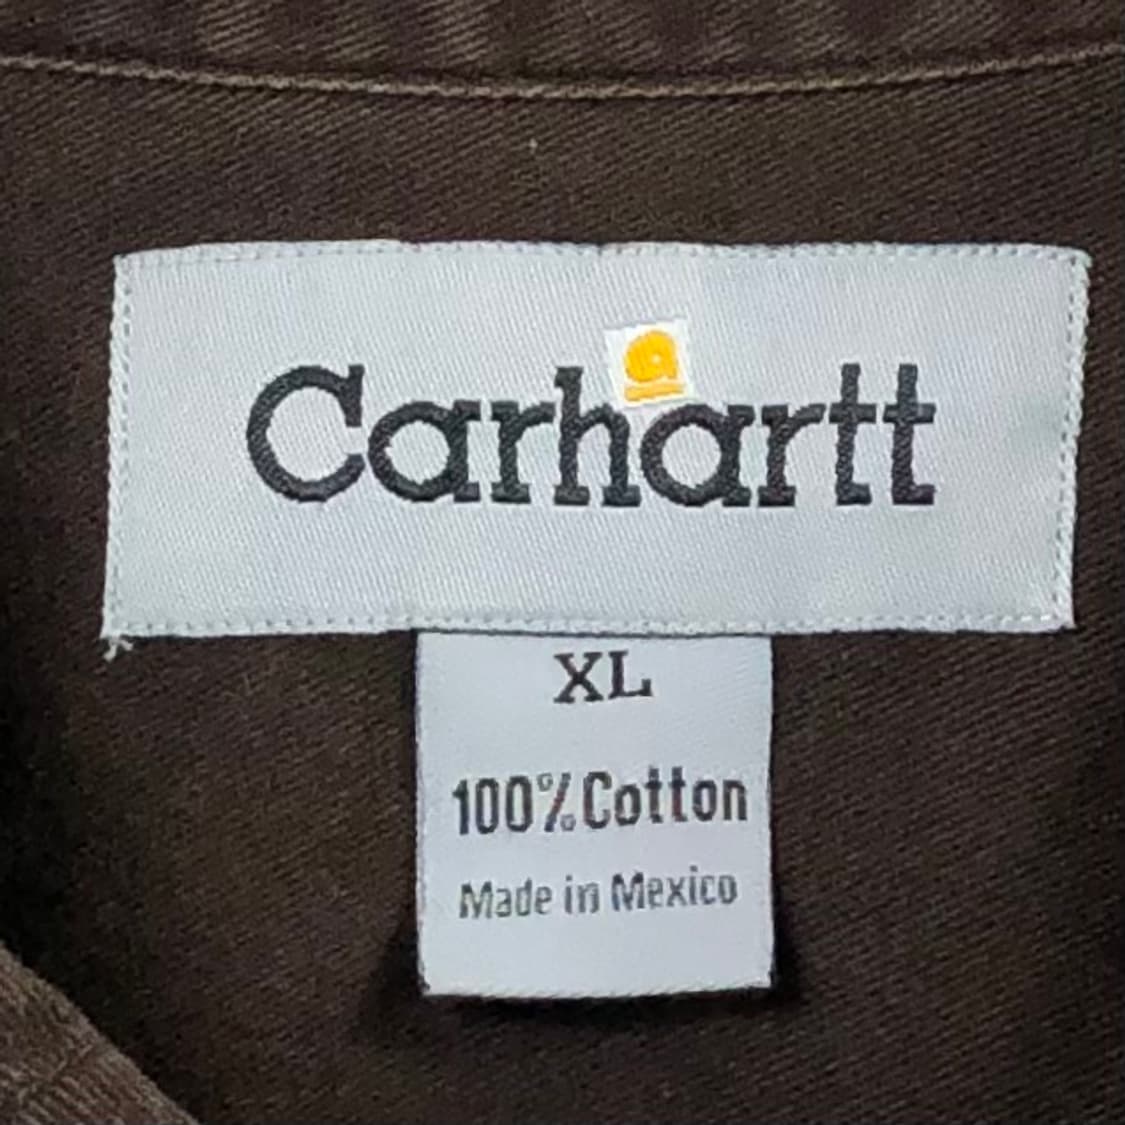 Carhartt
XL
100% Cotton
Made in Mexico